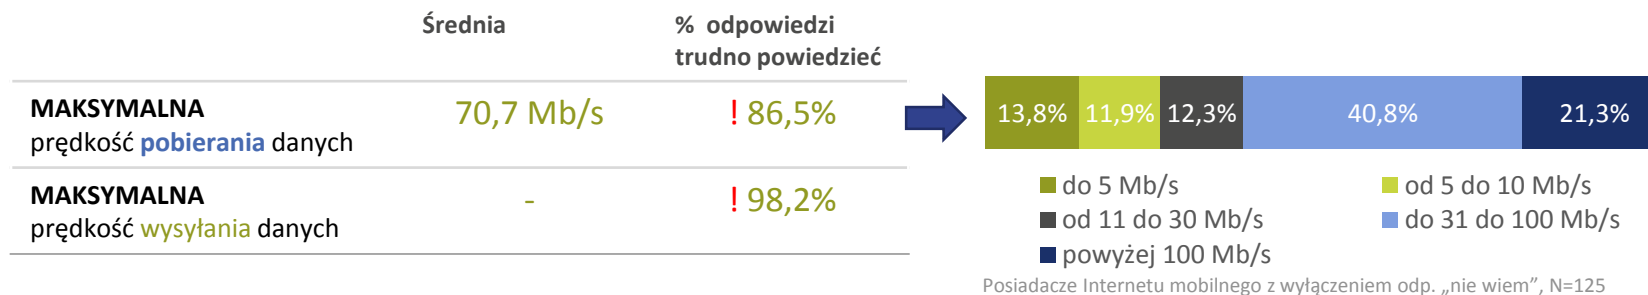 Średnia
% odpowiedzi
trudno powiedzieć
MAKSYMALNA
prędkość pobierania danych
70,7 Mb/s
! 86,5%
MAKSYMALNA
prędkość wysyłania danych
-
! 98,2%
13,8% 11,9% 12,3% 40,8% 21,3%
do 5 Mb/s od 5 do 10 Mb/s
od 11 do 30 Mb/s do 31 do 100 Mb/s
powyżej 100 Mb/s
Posiadacze Internetu mobilnego z wyłączeniem odp. „nie wiem”, N=125